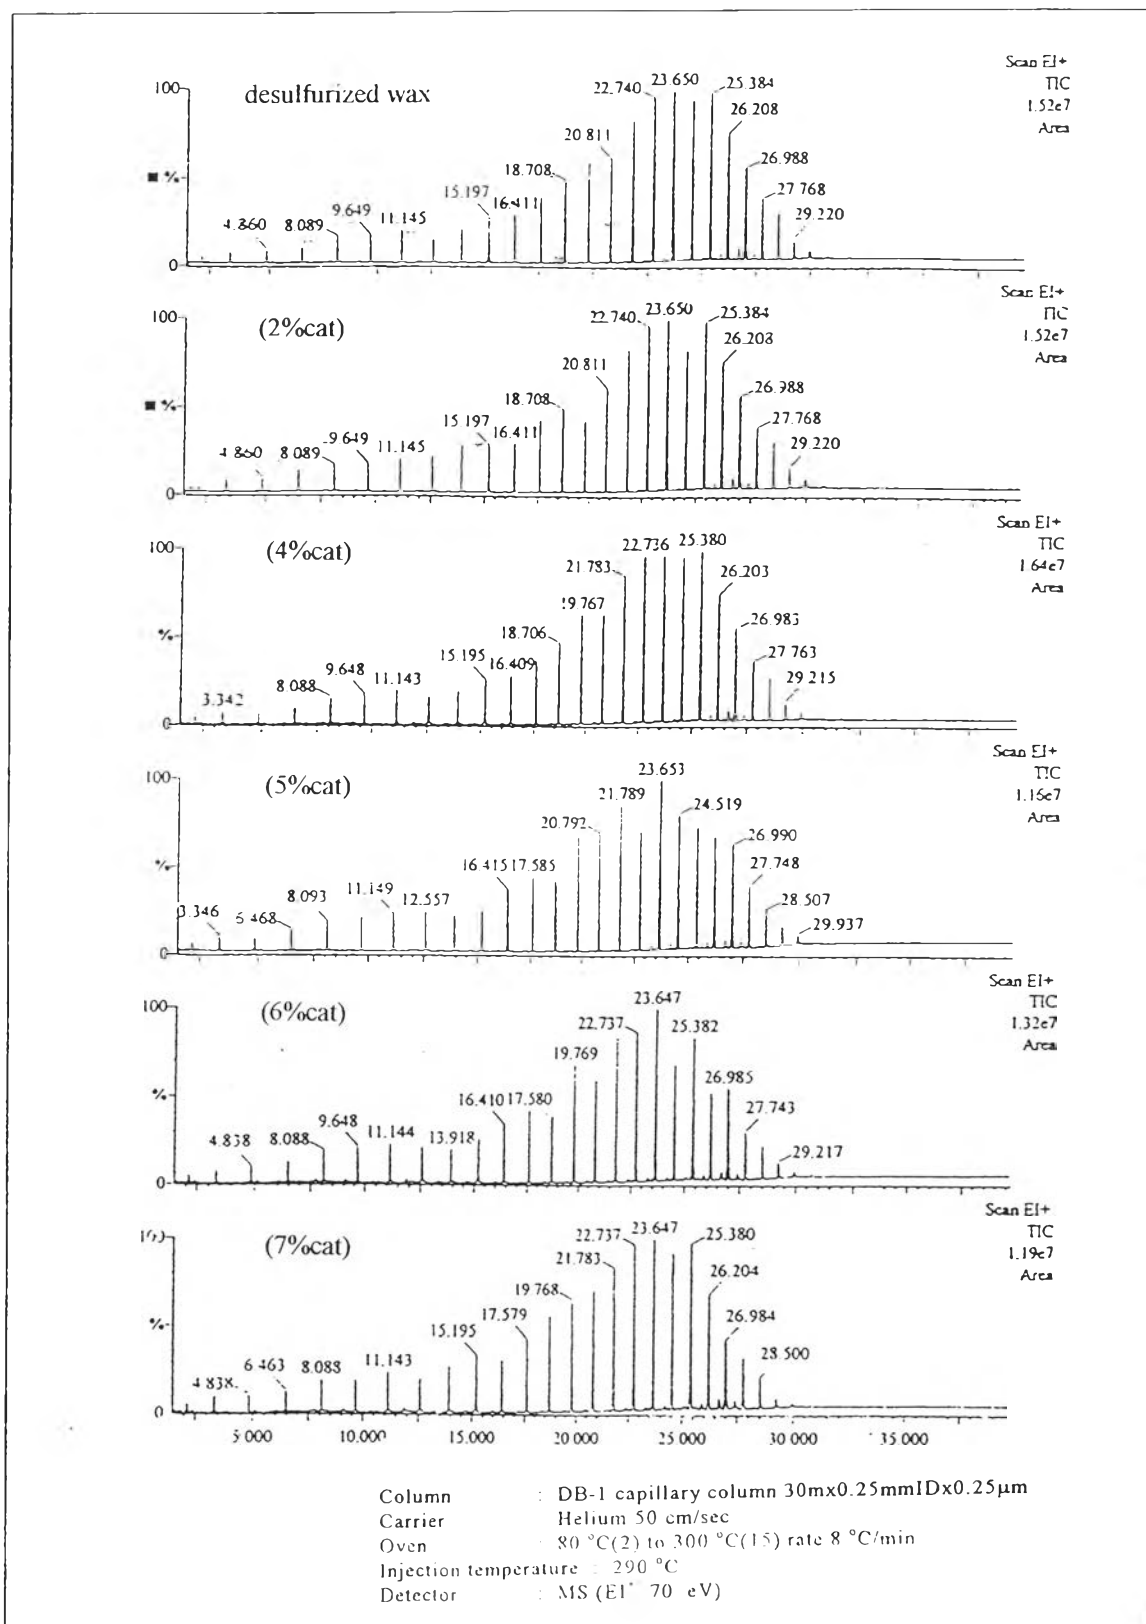 Scan EI+
TIC
1.52e7
Area
100
desulfurized wax
22.740 23.650 25.384
26.208
20.811
18.708
26.988
■ %
15.197
16.411
27.768
4.860 8.089 9.649 11.145
29.220
0
Scan EI+
TIC
1.52e7
Area
100
(2%cat)
22.740 23.650 25.384
26.208
20.811
18.708
26.988
■ %
15.197
16.411
27.768
4.860 8.089 9.649 11.145
29.220
0
Scan EI+
TIC
1.64e7
Area
100
(4%cat)
22.736 25.380
21.783
26.203
19.767
18.706
26.983
%
15.195
16.409
27.763
3.342 8.088 9.648 11.143
29.215
0
Scan EI+
TIC
1.16e7
Area
100
(5%cat)
23.653
21.789
24.519
20.792
26.990
%
16.415 17.585
27.748
8.093 11.149 12.557
28.507
3.346 6.468
29.937
0
Scan EI+
TIC
1.32e7
Area
100
(6%cat)
23.647
22.737
25.382
19.769
%
16.410 17.580
26.985
27.743
4.838 8.088 9.648 11.144 13.918
29.217
0
Scan EI+
TIC
1.19e7
Area
(7%cat)
22.737 23.647 25.380
21.783
26.204
19.768
%
17.579
26.984
15.195
28.500
4.838 6.463 8.088 11.143
0
5.000 10.000 15.000 20.000 25.000 30.000 35.000
Column : DB-1 capillary column 30mx0.25mmIDx0.25µm
Carrier Helium 50 cm/sec
Oven : 80 °C(2) to 300 °C(15) rate 8 °C/min
Injection temperature : 290 °C
Detector : MS (EI+ 70 eV)